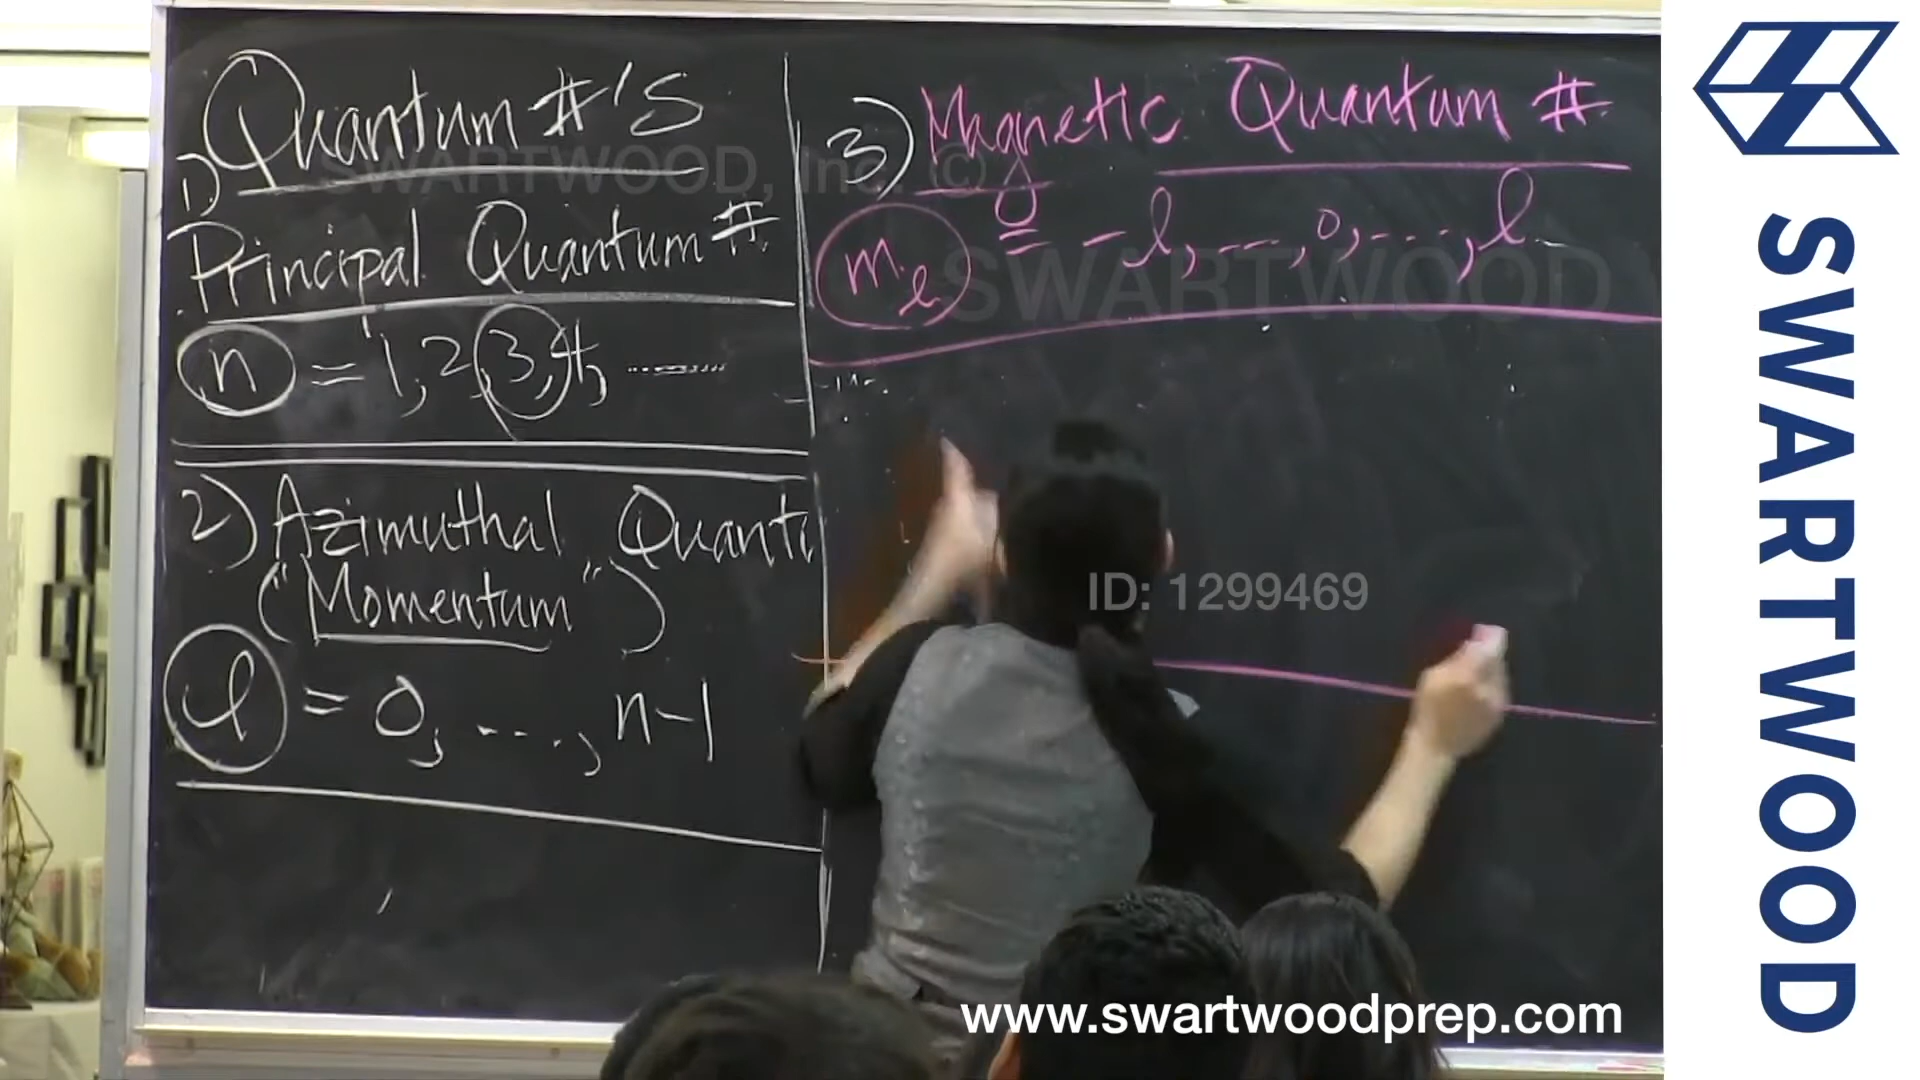 Quantum #'s
1)
Principal Quantum #
n = 1, 2, 3, 4, ........
2) Azimuthal Quant
("Momentum")
l = 0, ..., n-1
3) Magnetic Quantum #
mₗ = -l, ..., 0, ..., l
SWARTWOOD, Inc. ©
SWARTWOOD
ID: 1299469
www.swartwoodprep.com
SWARTWOOD